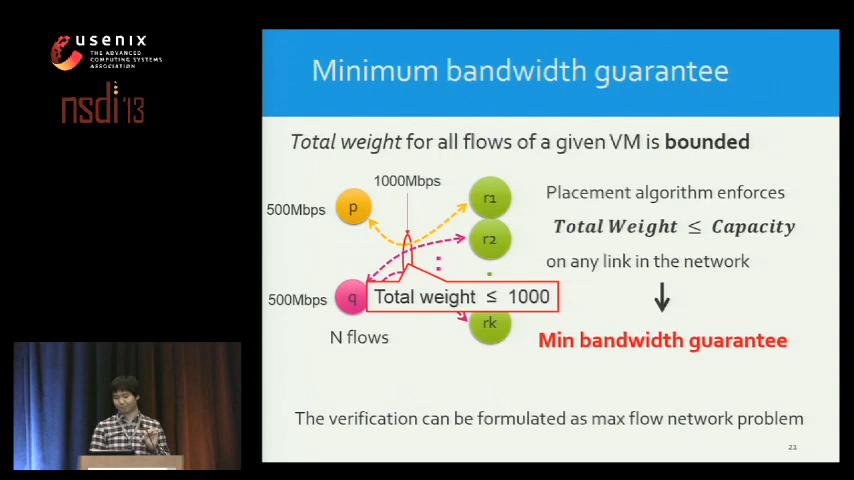 usenix
THE ADVANCED
COMPUTING SYSTEMS
ASSOCIATION
nsdi '13
Minimum bandwidth guarantee
Total weight for all flows of a given VM is bounded
1000Mbps
500Mbps
p
r1
r2
500Mbps
q
Total weight ≤ 1000
rk
N flows
Placement algorithm enforces
Total Weight ≤ Capacity
on any link in the network
Min bandwidth guarantee
The verification can be formulated as max flow network problem
21